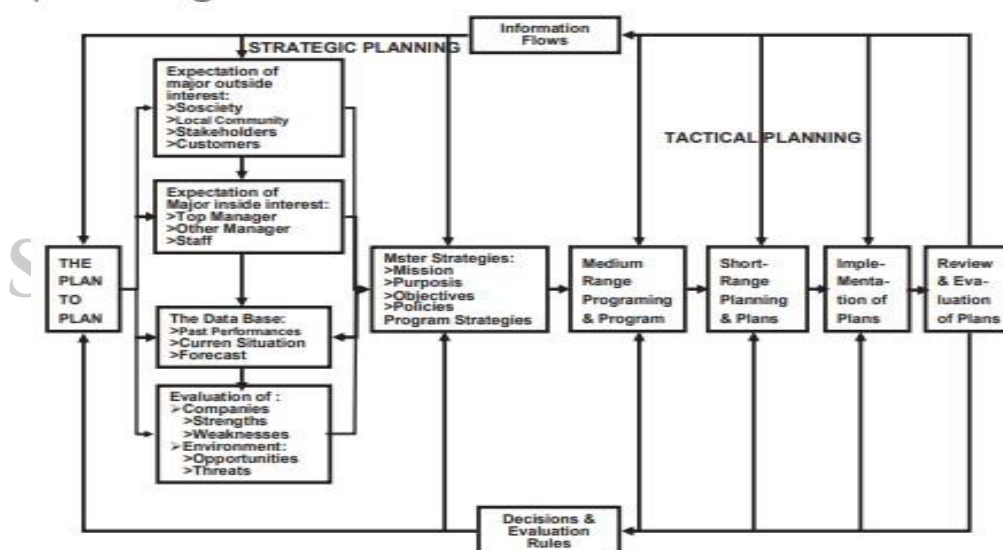 Information
Flows
STRATEGIC PLANNING
Expectation of
major outside
interest:
>Sosciety
>Local Community
>Stakeholders
>Customers
TACTICAL PLANNING
Expectation of
Major inside interest:
>Top Manager
>Other Manager
>Staff
S
THE
PLAN
TO
PLAN
The Data Base:
>Past Performances
>Curren Situation
>Forecast
Evaluation of :
➢Companies
>Strengths
>Weaknesses
➢Environment:
>Opportunities
>Threats
Mster Strategies:
>Mission
>Purposis
>Objectives
>Policies
Program Strategies
Medium
Range
Programing
& Program
Short-
Range
Planning
& Plans
Imple-
Menta-
tion of
Plans
Review
& Eva-
luation
of Plans
Decisions &
Evaluation
Rules